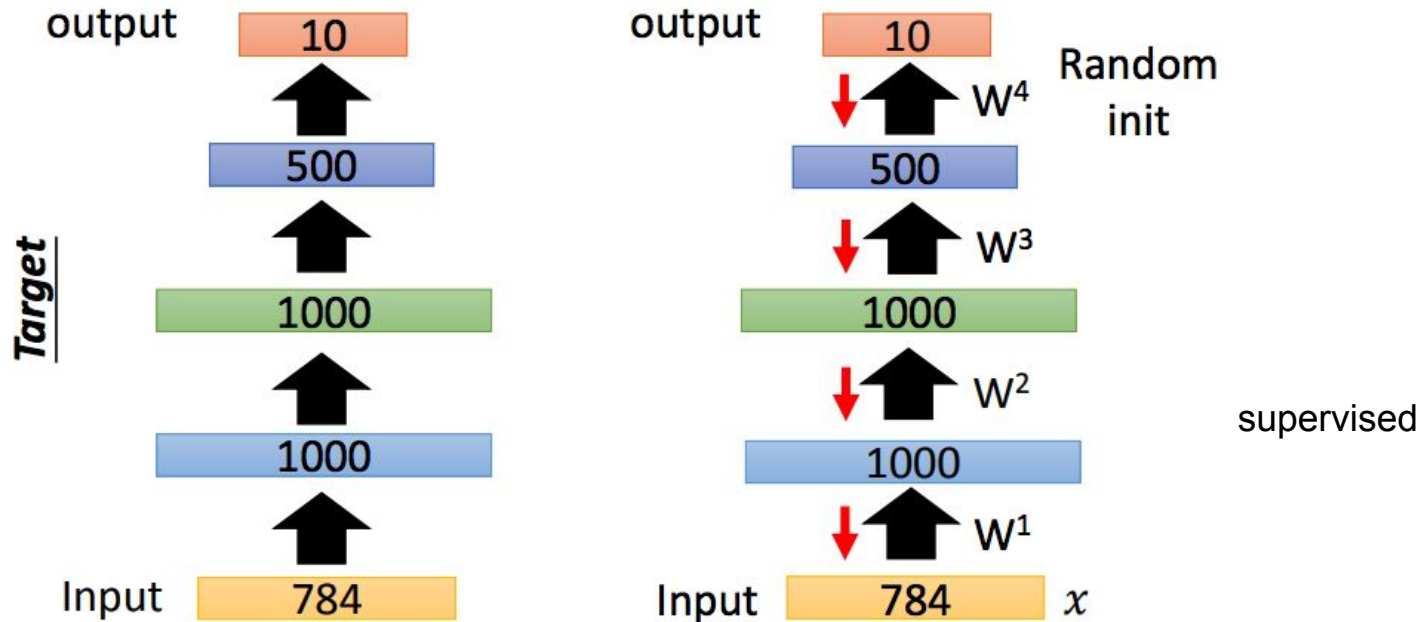 output
10
500
1000
1000
Input
784
Target
output
10
W⁴
Random
init
500
W³
1000
W²
supervised
1000
W¹
Input
784
x